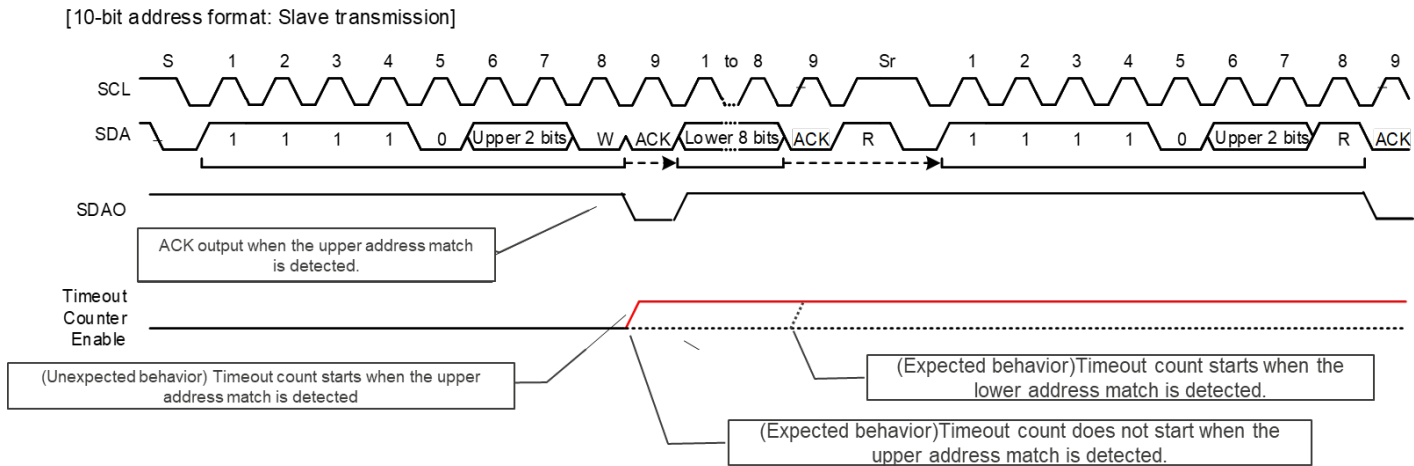 [10-bit address format: Slave transmission]
S 1 2 3 4 5 6 7 8 9 1 to 8 9 Sr 1 2 3 4 5 6 7 8 9
SCL
SDA 1 1 1 1 0 Upper 2 bits W ACK Lower 8 bits ACK R 1 1 1 1 0 Upper 2 bits R ACK
SDAO
ACK output when the upper address match
is detected.
Timeout
Counter
Enable
(Unexpected behavior) Timeout count starts when the upper
address match is detected
(Expected behavior)Timeout count starts when the
lower address match is detected.
(Expected behavior)Timeout count does not start when the
upper address match is detected.